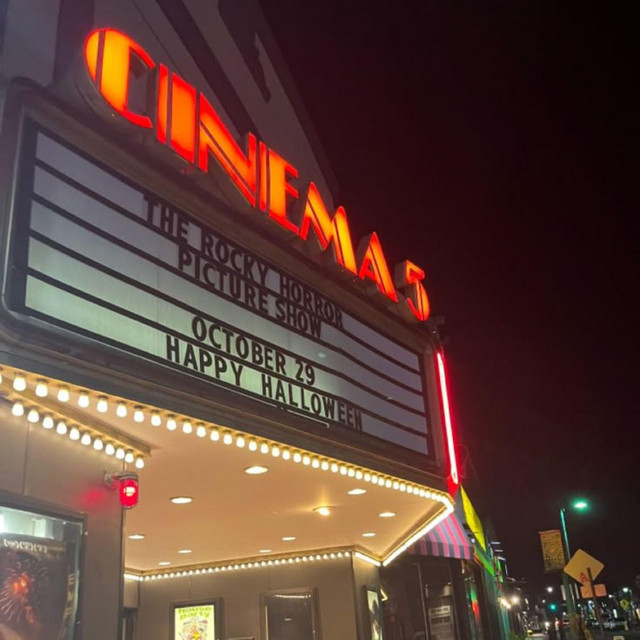 CINEMA 5
THE ROCKY HORROR
PICTURE SHOW
OCTOBER 29
HAPPY HALLOWEEN